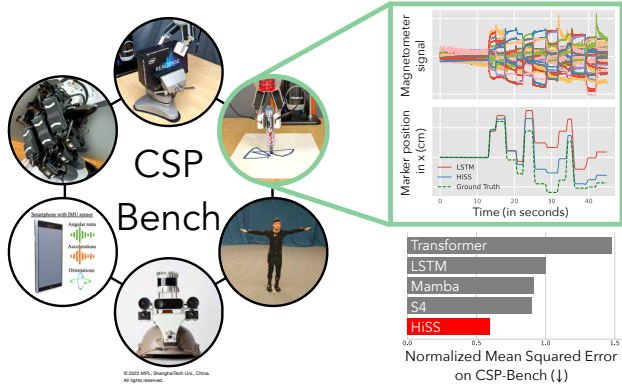 CSP
Bench
intel
REALSENSE
Smartphone with IMU sensor
Angular rates
Accelerations
Orientations
© 2022 MPL, ShanghaiTech Uni., China.
All rights reserved.
Magnetometer
signal
Marker position
in x (cm)
LSTM
HiSS
Ground Truth
0
10
20
30
40
Time (in seconds)
Transformer
LSTM
Mamba
S4
HiSS
0.0
0.5
1.0
1.5
Normalized Mean Squared Error
on CSP-Bench (↓)